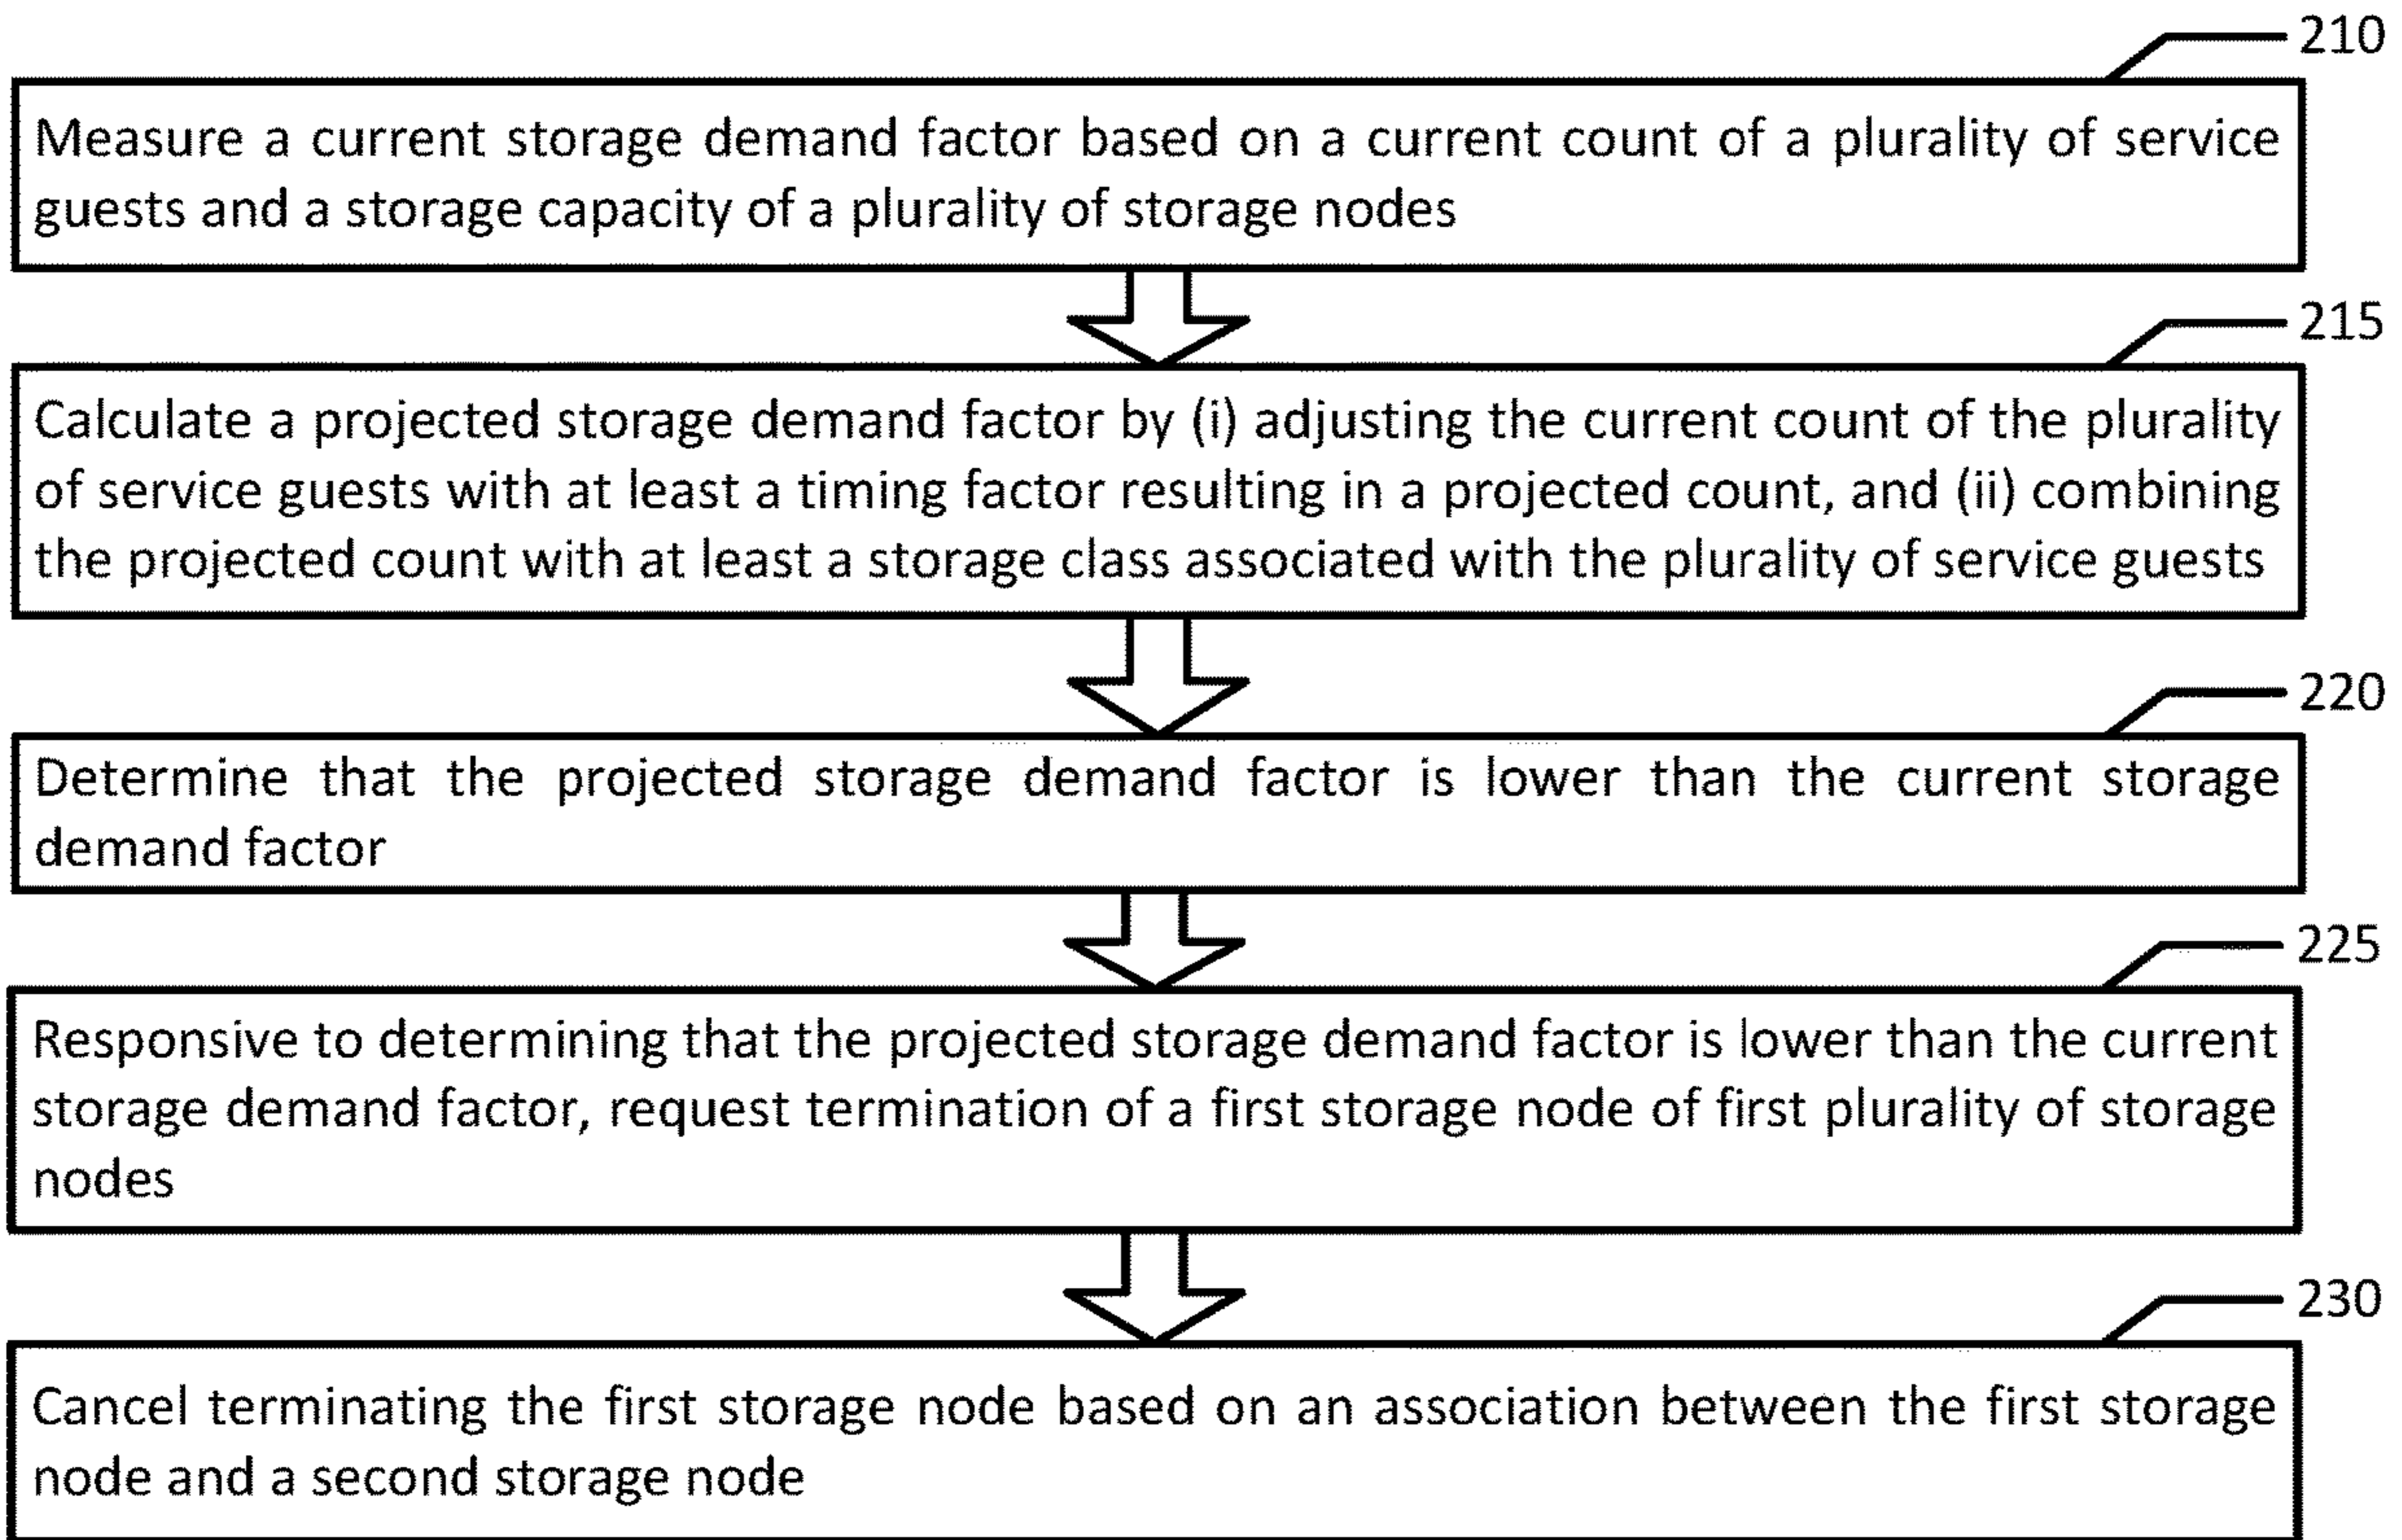 210
Measure a current storage demand factor based on a current count of a plurality of service
guests and a storage capacity of a plurality of storage nodes
215
Calculate a projected storage demand factor by (i) adjusting the current count of the plurality
of service guests with at least a timing factor resulting in a projected count, and (ii) combining
the projected count with at least a storage class associated with the plurality of service guests
220
Determine that the projected storage demand factor is lower than the current storage
demand factor
225
Responsive to determining that the projected storage demand factor is lower than the current
storage demand factor, request termination of a first storage node of first plurality of storage
nodes
230
Cancel terminating the first storage node based on an association between the first storage
node and a second storage node